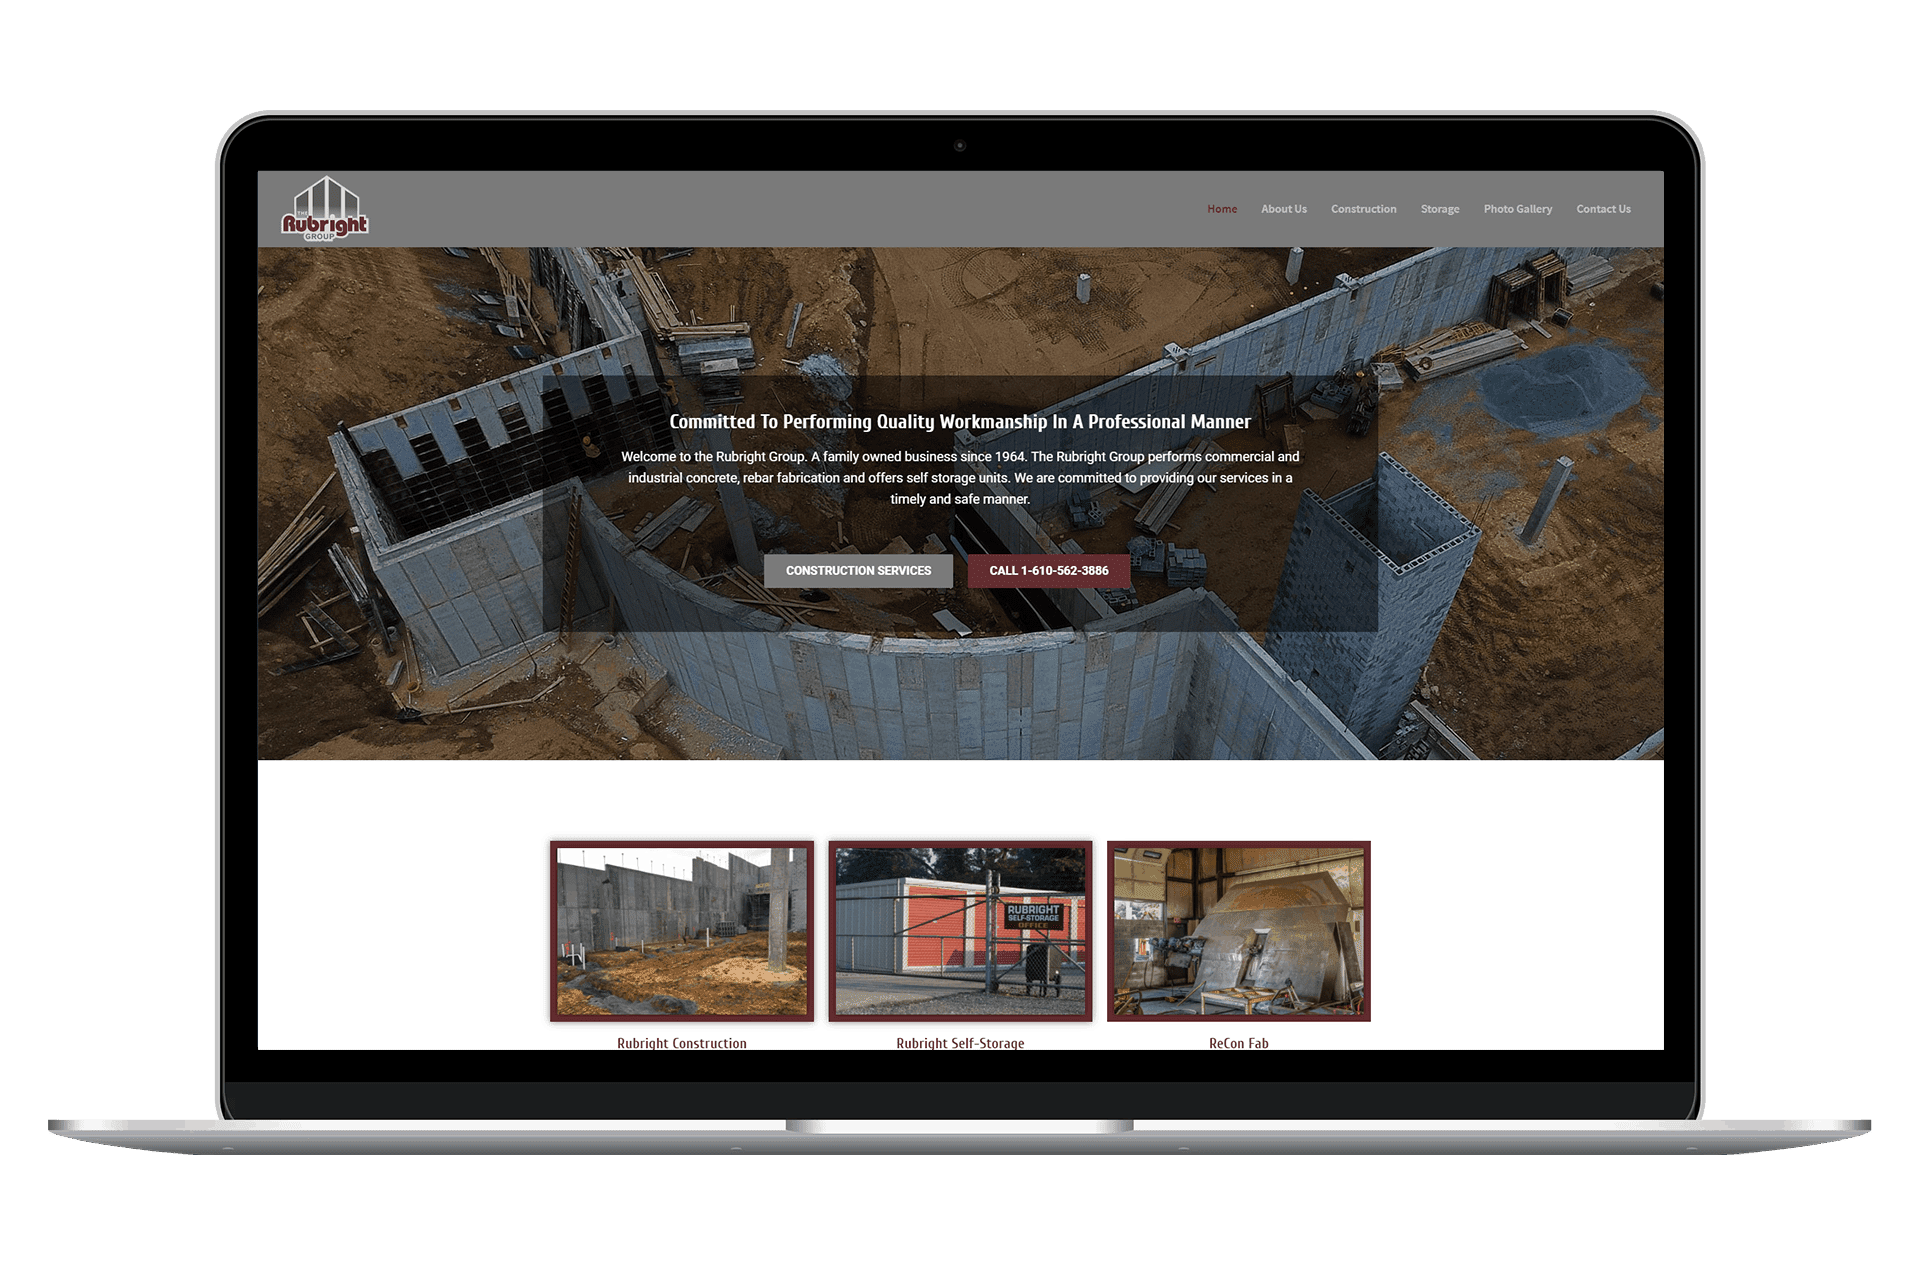 THE
Rubright
GROUP
Home About Us Construction Storage Photo Gallery Contact Us
Committed To Performing Quality Workmanship In A Professional Manner
Welcome to the Rubright Group. A family owned business since 1964. The Rubright Group performs commercial and
industrial concrete, rebar fabrication and offers self storage units. We are committed to providing our services in a
timely and safe manner.
CONSTRUCTION SERVICES CALL 1-610-562-3886
RUBRIGHT
SELF-STORAGE
OFFICE
Rubright Construction Rubright Self-Storage ReCon Fab